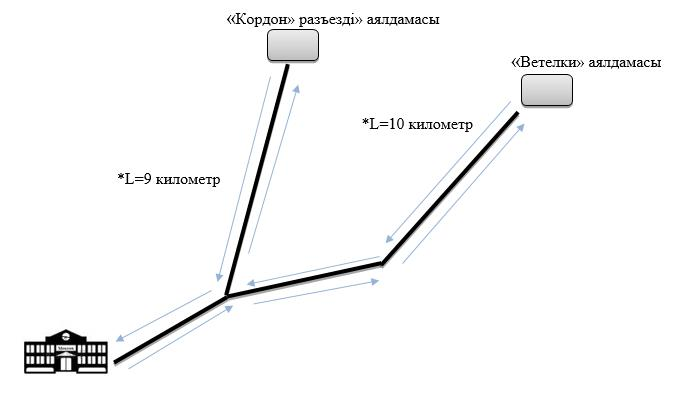 «Кордон» разъезді» аялдамасы
«Ветелки» аялдамасы
*L=10 километр
*L=9 километр